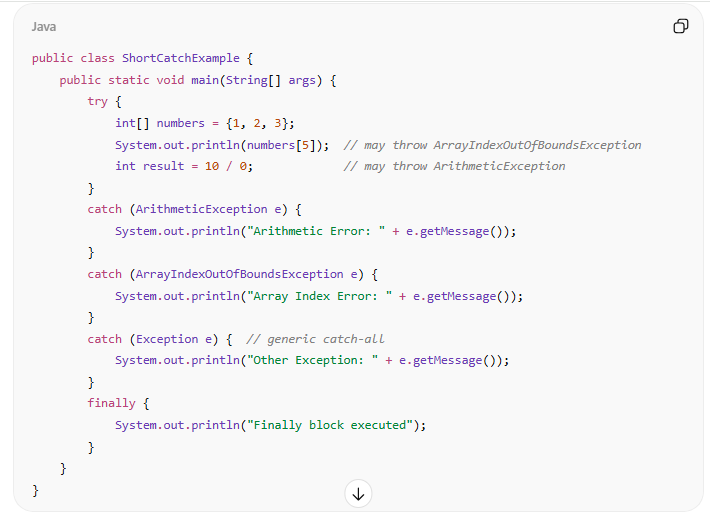 Java
public class ShortCatchExample {
    public static void main(String[] args) {
        try {
            int[] numbers = {1, 2, 3};
            System.out.println(numbers[5]);  // may throw ArrayIndexOutOfBoundsException
            int result = 10 / 0;             // may throw ArithmeticException
        }
        catch (ArithmeticException e) {
            System.out.println("Arithmetic Error: " + e.getMessage());
        }
        catch (ArrayIndexOutOfBoundsException e) {
            System.out.println("Array Index Error: " + e.getMessage());
        }
        catch (Exception e) {  // generic catch-all
            System.out.println("Other Exception: " + e.getMessage());
        }
        finally {
            System.out.println("Finally block executed");
        }
    }
}